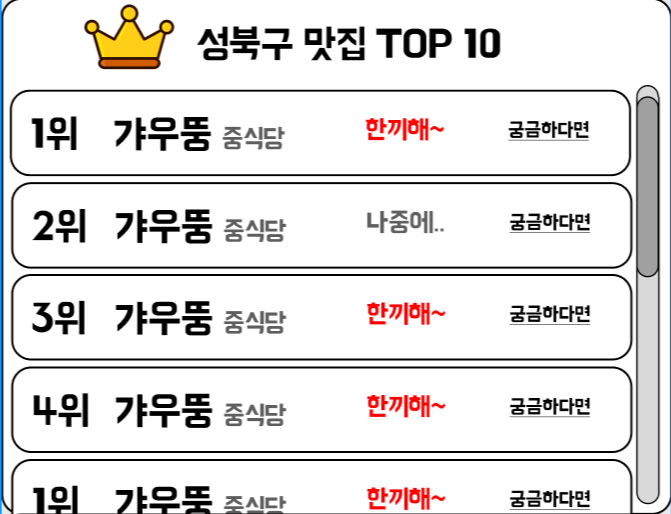 성북구 맛집 TOP 10
1위 갸우뚱 중식당 한끼해~ 궁금하다면
2위 갸우뚱 중식당 나중에.. 궁금하다면
3위 갸우뚱 중식당 한끼해~ 궁금하다면
4위 갸우뚱 중식당 한끼해~ 궁금하다면
1위 갸우뚱 중식당 한끼해~ 궁금하다면